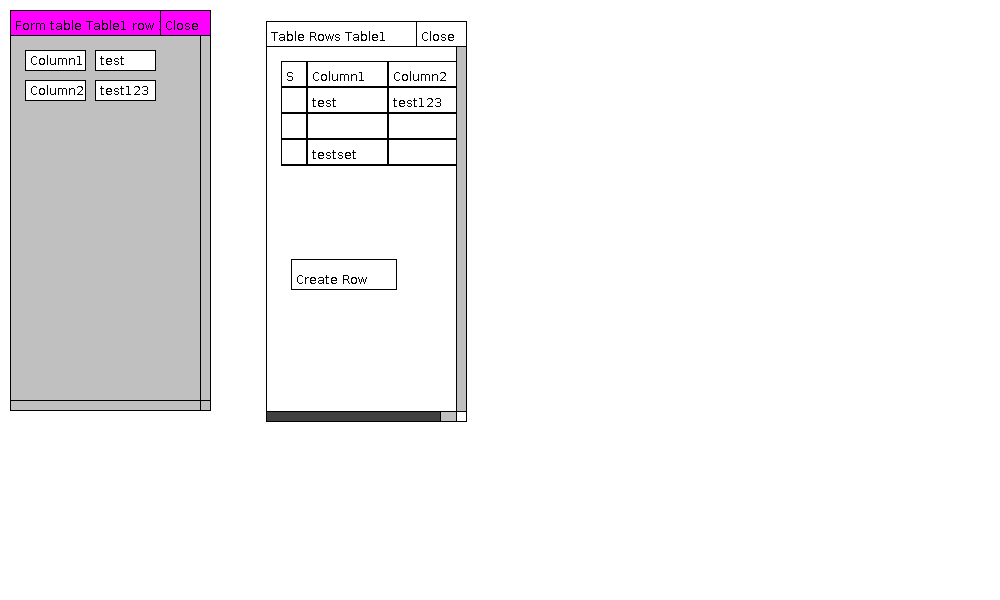 Form table Table1 row Close
Column1 test
Column2 test123
Table Rows Table1 Close
S Column1 Column2
test test123
testset
Create Row